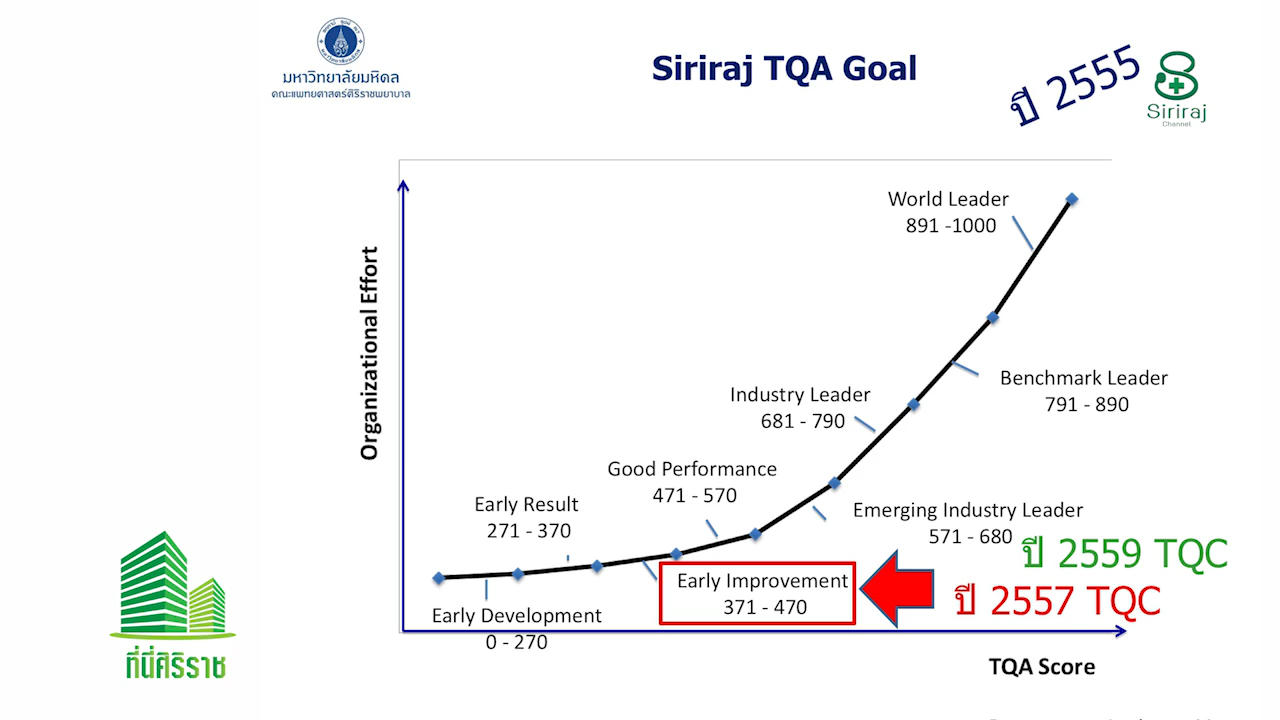 มหาวิทยาลัยมหิดล
คณะแพทยศาสตร์ศิริราชพยาบาล
Siriraj TQA Goal
ปี 2555
Siriraj
Channel
World Leader
891 -1000
Organizational Effort
Benchmark Leader
791 - 890
Industry Leader
681 - 790
Good Performance
471 - 570
Early Result
271 - 370
Emerging Industry Leader
571 - 680
ปี 2559 TQC
Early Improvement
371 - 470
ปี 2557 TQC
Early Development
0 - 270
TQA Score
ที่นี่ศิริราช